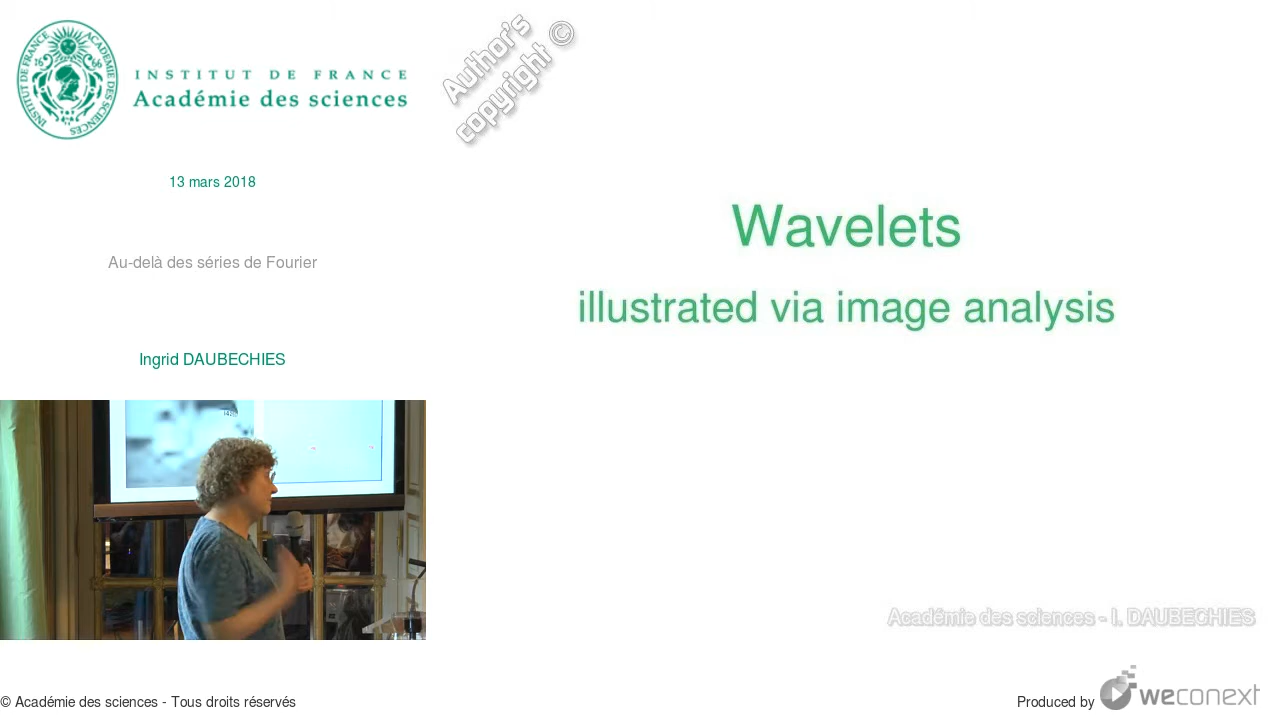 INSTITUT DE FRANCE
Académie des sciences
Author's
copyright ©
13 mars 2018
Au-delà des séries de Fourier
Ingrid DAUBECHIES
Wavelets
illustrated via image analysis
Académie des sciences - I. DAUBECHIES
© Académie des sciences - Tous droits réservés
Produced by weconext